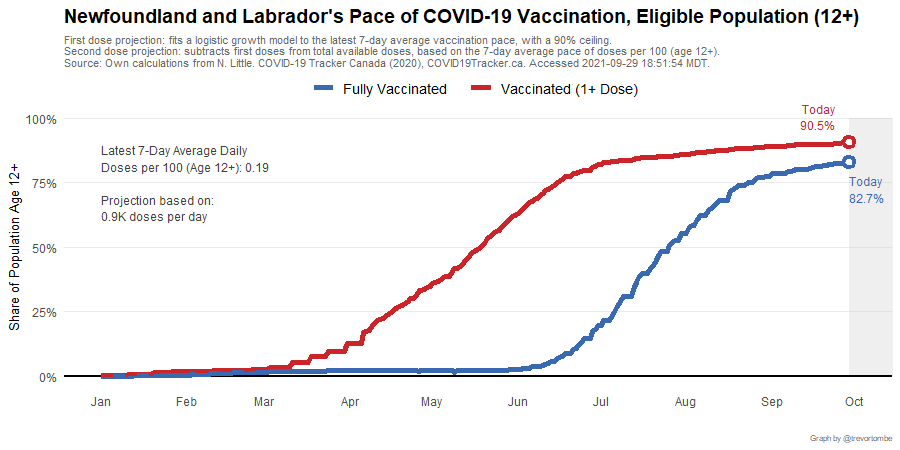 Newfoundland and Labrador's Pace of COVID-19 Vaccination, Eligible Population (12+)
First dose projection: fits a logistic growth model to the latest 7-day average vaccination pace, with a 90% ceiling.
Second dose projection: subtracts first doses from total available doses, based on the 7-day average pace of doses per 100 (age 12+).
Source: Own calculations from N. Little. COVID-19 Tracker Canada (2020), COVID19Tracker.ca. Accessed 2021-09-29 18:51:54 MDT.
Fully Vaccinated Vaccinated (1+ Dose)
Today
90.5%
100%
Latest 7-Day Average Daily
Doses per 100 (Age 12+): 0.19
Today
82.7%
75%
Projection based on:
0.9K doses per day
Share of Population Age 12+
50%
25%
0%
Jan Feb Mar Apr May Jun Jul Aug Sep Oct
Graph by @trevortombe